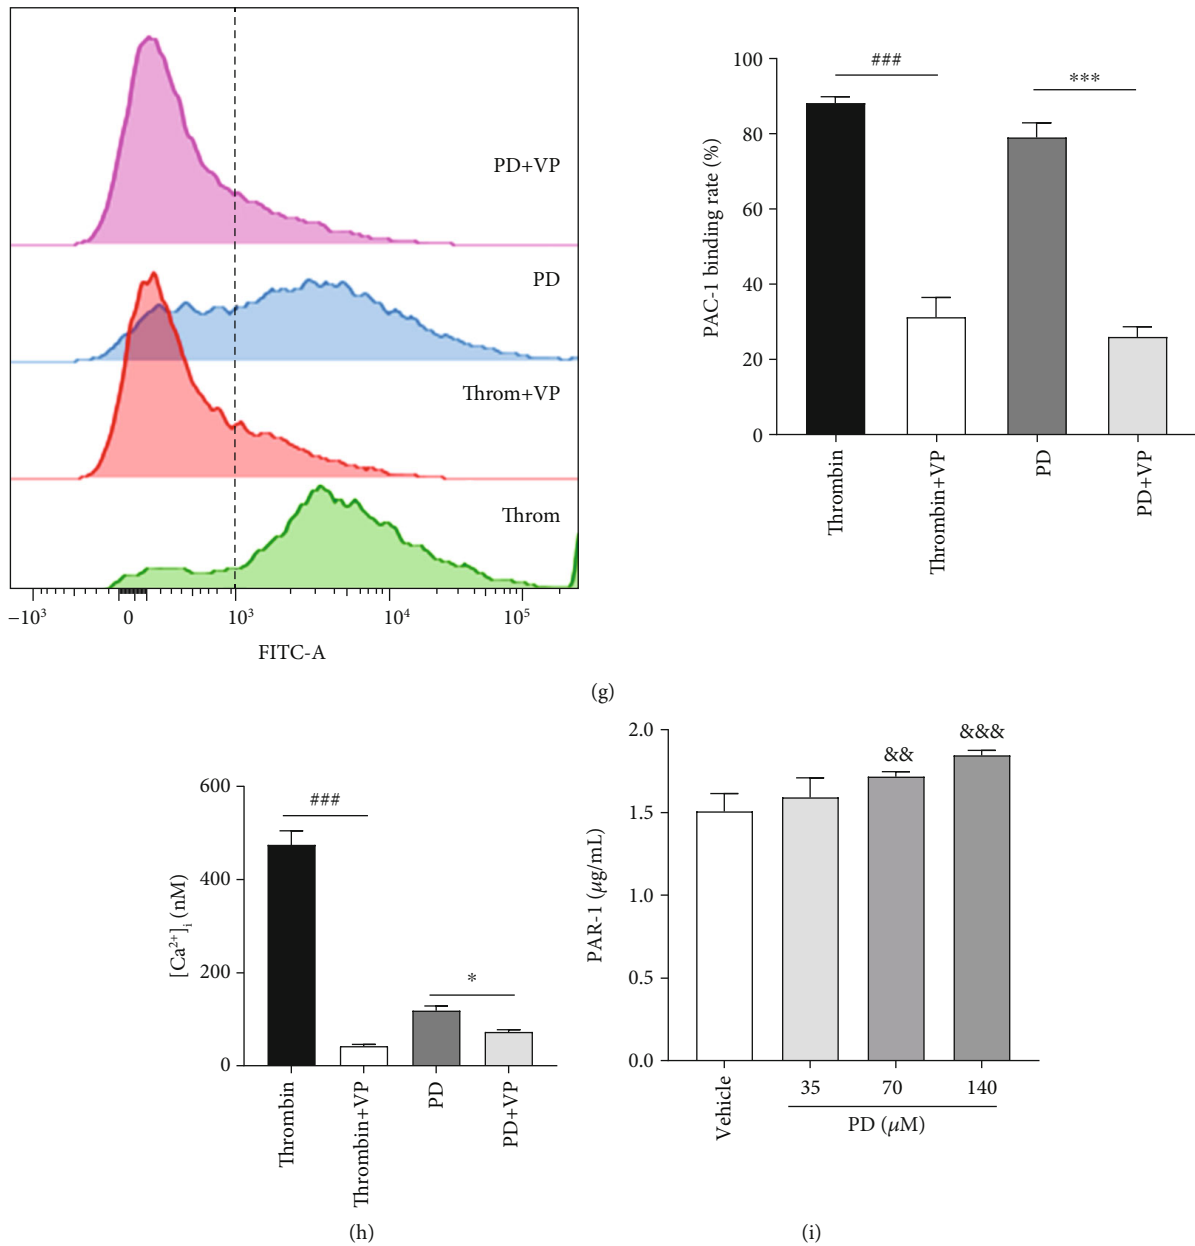 PD+VP
PD
Throm+VP
Throm
−10³ 0 10³ 10⁴ 10⁵
FITC-A
PAC-1 binding rate (%)
100
80
60
40
20
0
###
***
Thrombin
Thrombin+VP
PD
PD+VP
(g)
[Ca²⁺]ᵢ (nM)
600
400
200
0
###
*
Thrombin
Thrombin+VP
PD
PD+VP
(h)
PAR-1 (μg/mL)
2.0
1.5
1.0
0.5
0.0
&&
&&&
Vehicle
35 70 140
PD (μM)
(i)